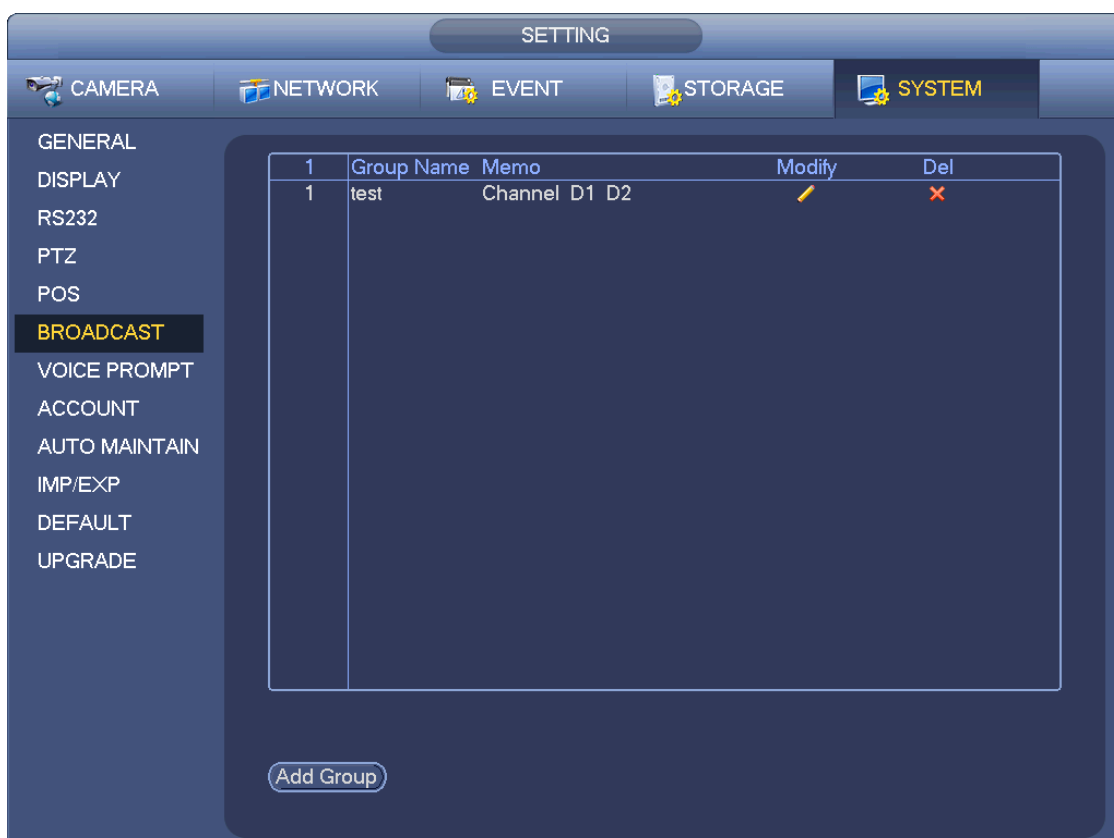 SETTING
CAMERA NETWORK EVENT STORAGE SYSTEM
GENERAL
DISPLAY
RS232
PTZ
POS
BROADCAST
VOICE PROMPT
ACCOUNT
AUTO MAINTAIN
IMP/EXP
DEFAULT
UPGRADE
1 Group Name Memo Modify Del
1 test Channel D1 D2
Add Group